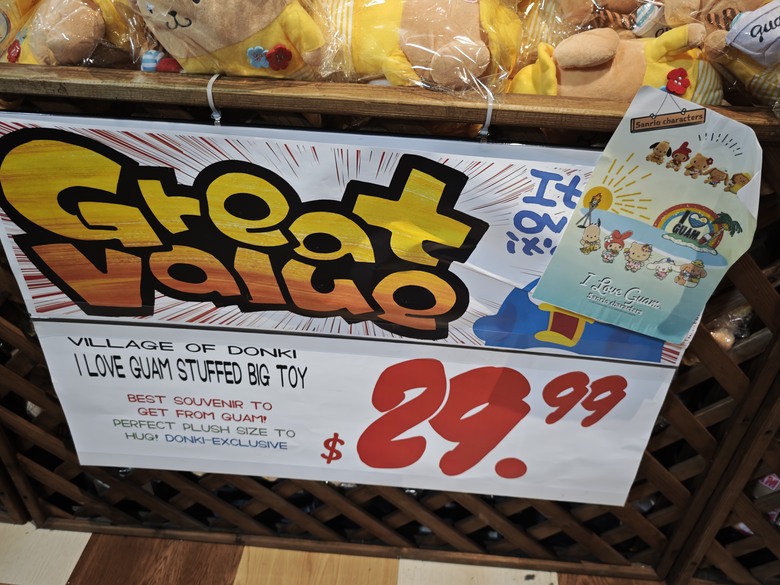 Sanrio characters
Great
Value
It
GUAM
I Love Guam
Sanrio characters
VILLAGE OF DONKI
I LOVE GUAM STUFFED BIG TOY
BEST SOUVENIR TO
GET FROM GUAM!
PERFECT PLUSH SIZE TO
HUG! DONKI-EXCLUSIVE
$29.99